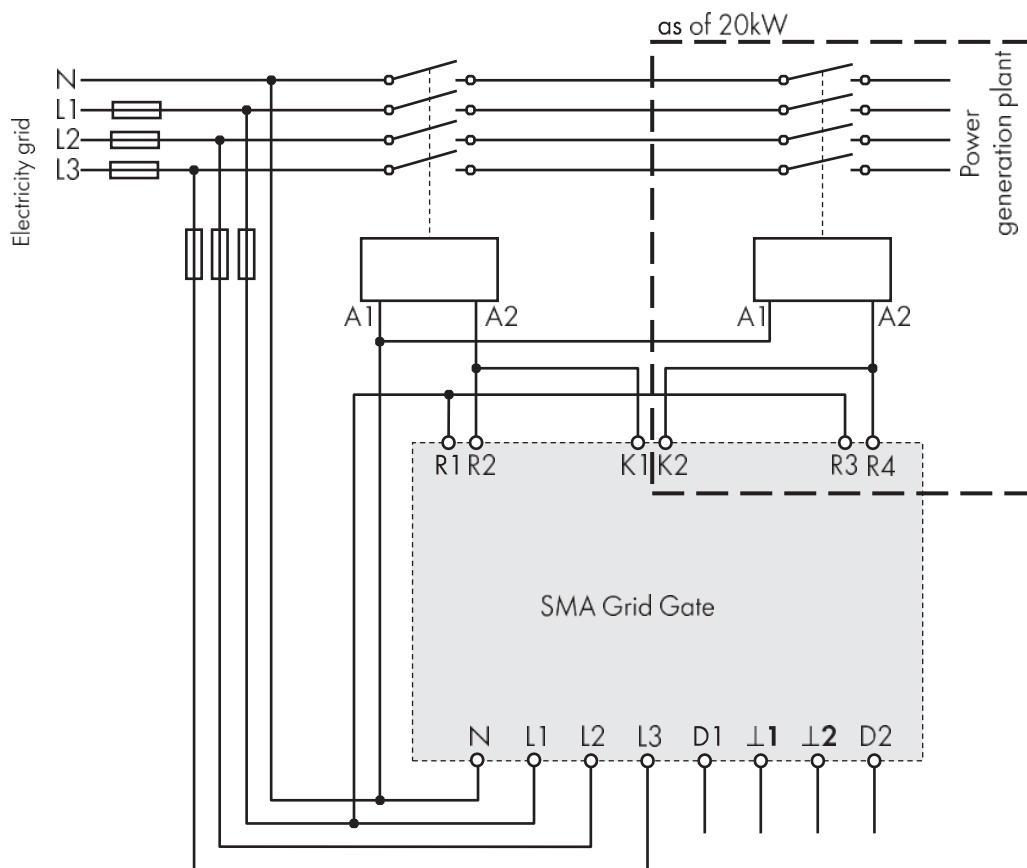 as of 20kW
N
L1
L2
L3
Electricity grid
Power
generation plant
A1 A2 A1 A2
R1 R2 K1 K2 R3 R4
SMA Grid Gate
N L1 L2 L3 D1 ⊥1 ⊥2 D2